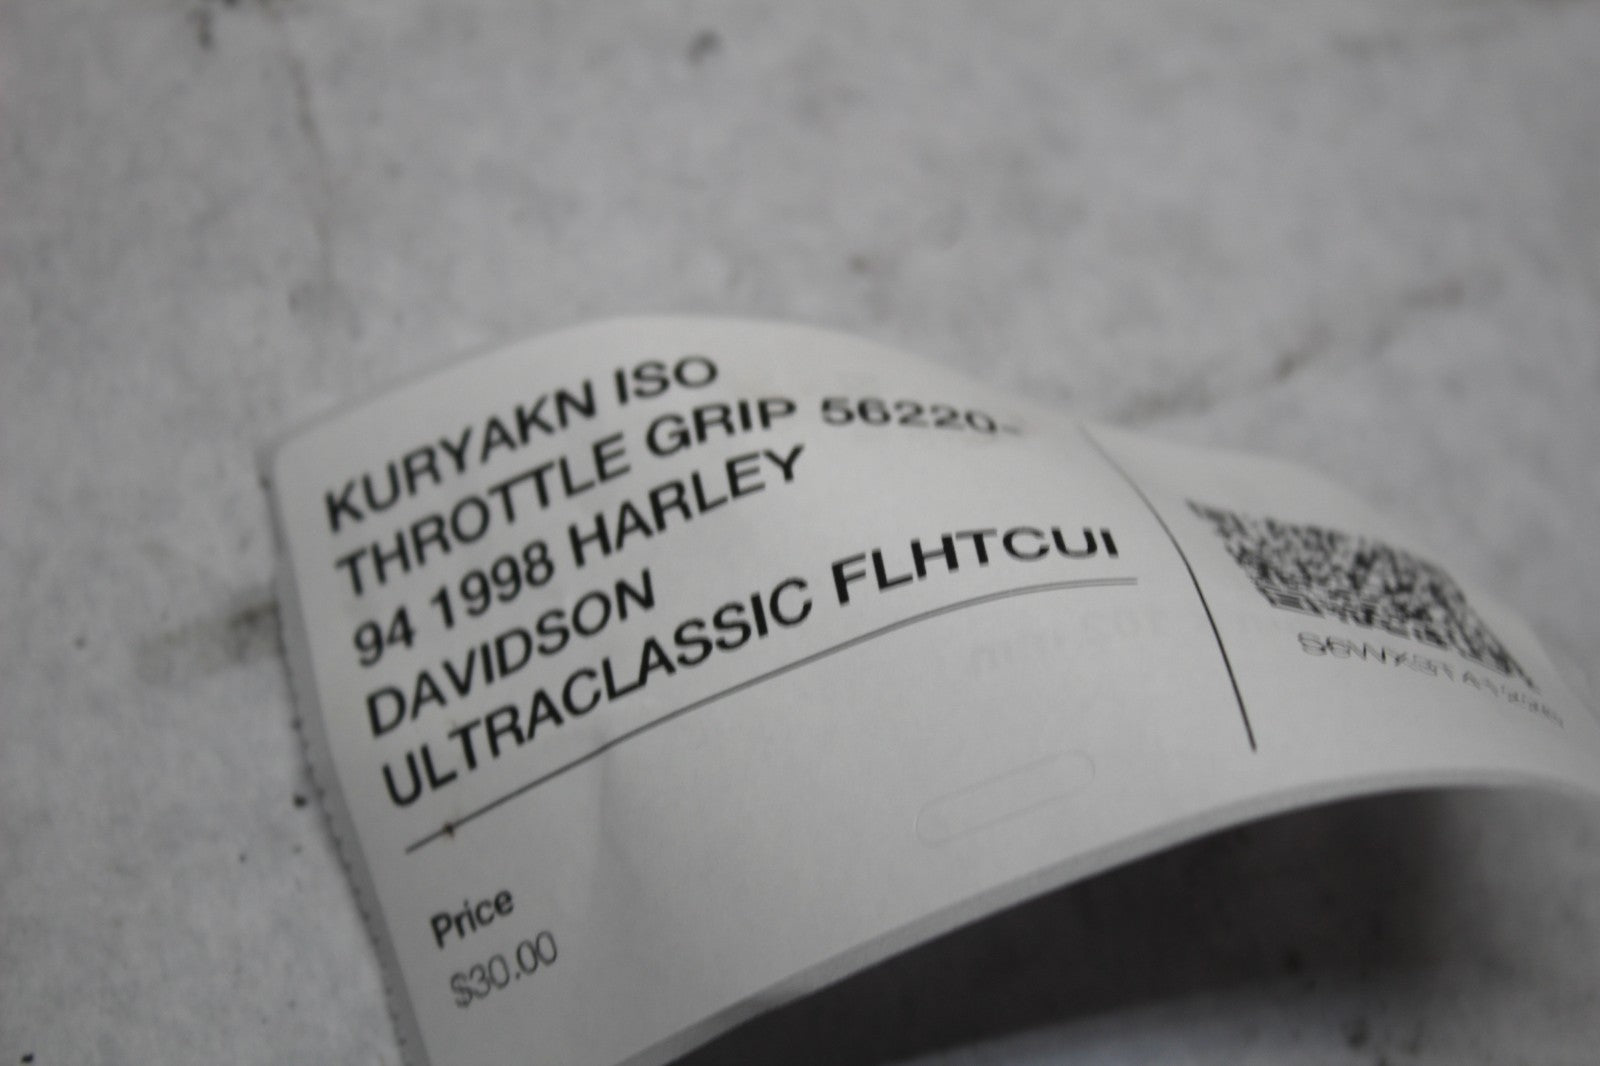 KURYAKN ISO
THROTTLE GRIP 56220-
94 1998 HARLEY
DAVIDSON
ULTRACLASSIC FLHTCUI
Price
$30.00